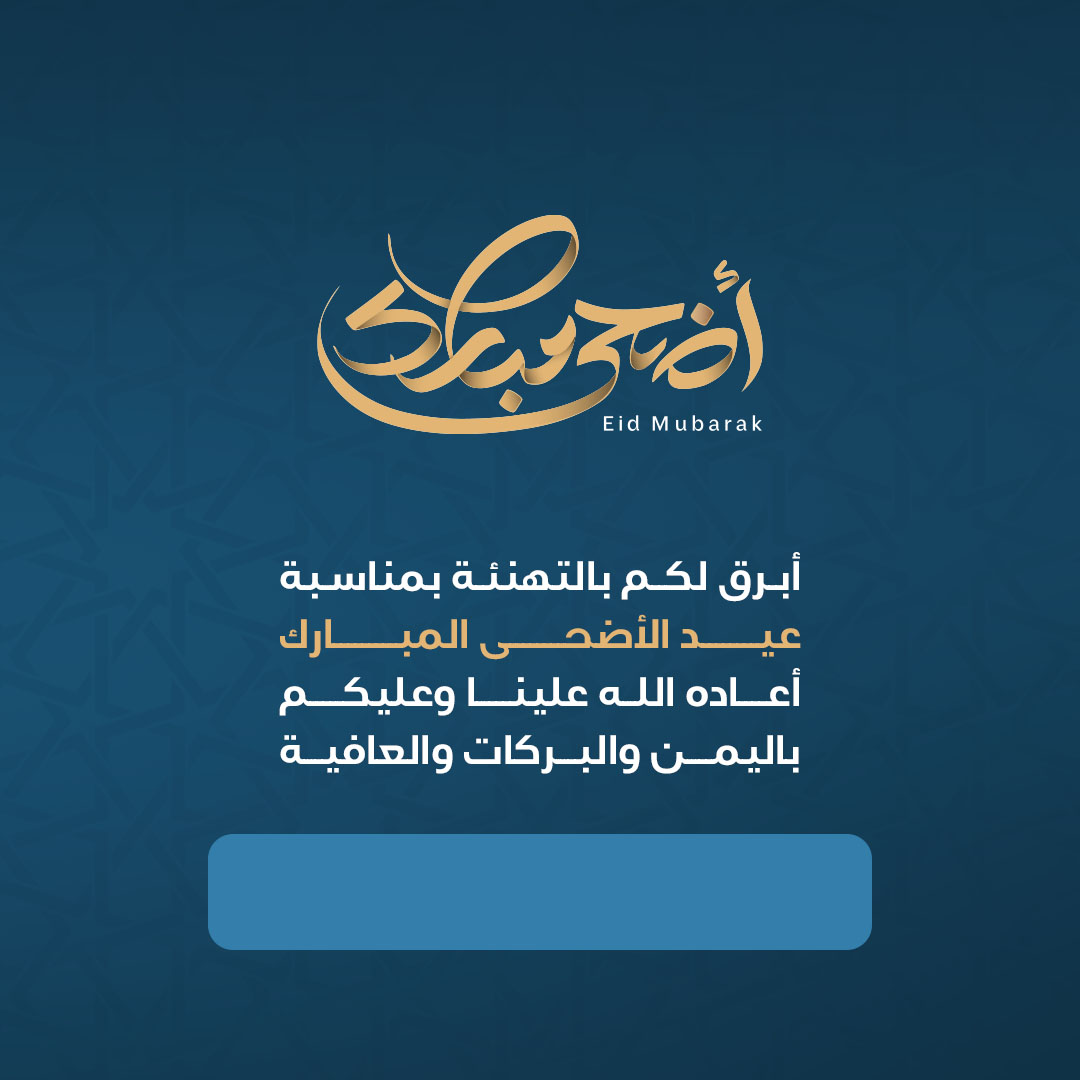 أضحى مبارك
Eid Mubarak
أبرق لكم بالتهنئة بمناسبة
عيد الأضحى المبارك
أعاده الله علينا وعليكم
باليمن والبركات والعافية